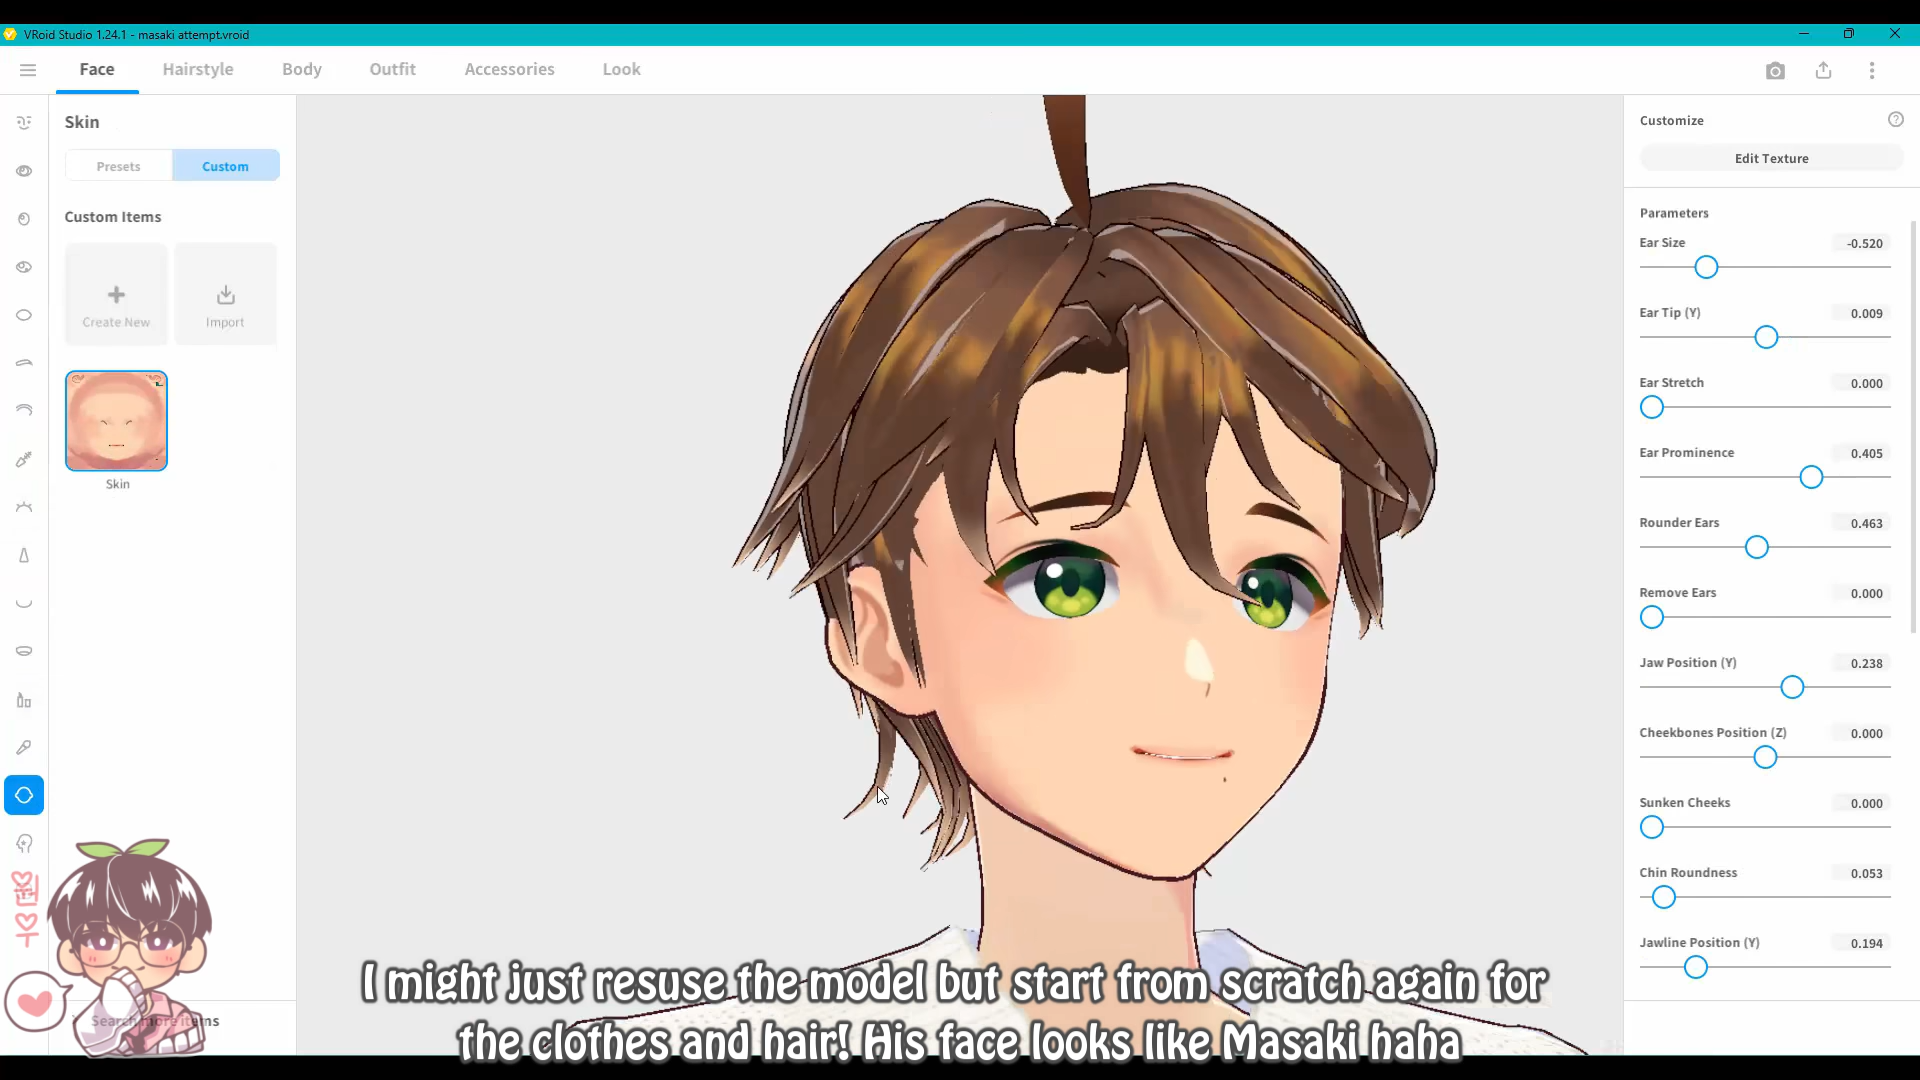 VRoid Studio 1.24.1 - masaki attempt.vroid
Face
Hairstyle
Body
Outfit
Accessories
Look
Skin
Presets
Custom
Custom Items
Create New
Import
Skin
Search more items
Customize
Edit Texture
Parameters
Ear Size
-0.520
Ear Tip (Y)
0.009
Ear Stretch
0.000
Ear Prominence
0.405
Rounder Ears
0.463
Remove Ears
0.000
Jaw Position (Y)
0.238
Cheekbones Position (Z)
0.000
Sunken Cheeks
0.000
Chin Roundness
0.053
Jawline Position (Y)
0.194
I might just resuse the model but start from scratch again for
the clothes and hair! His face looks like Masaki haha